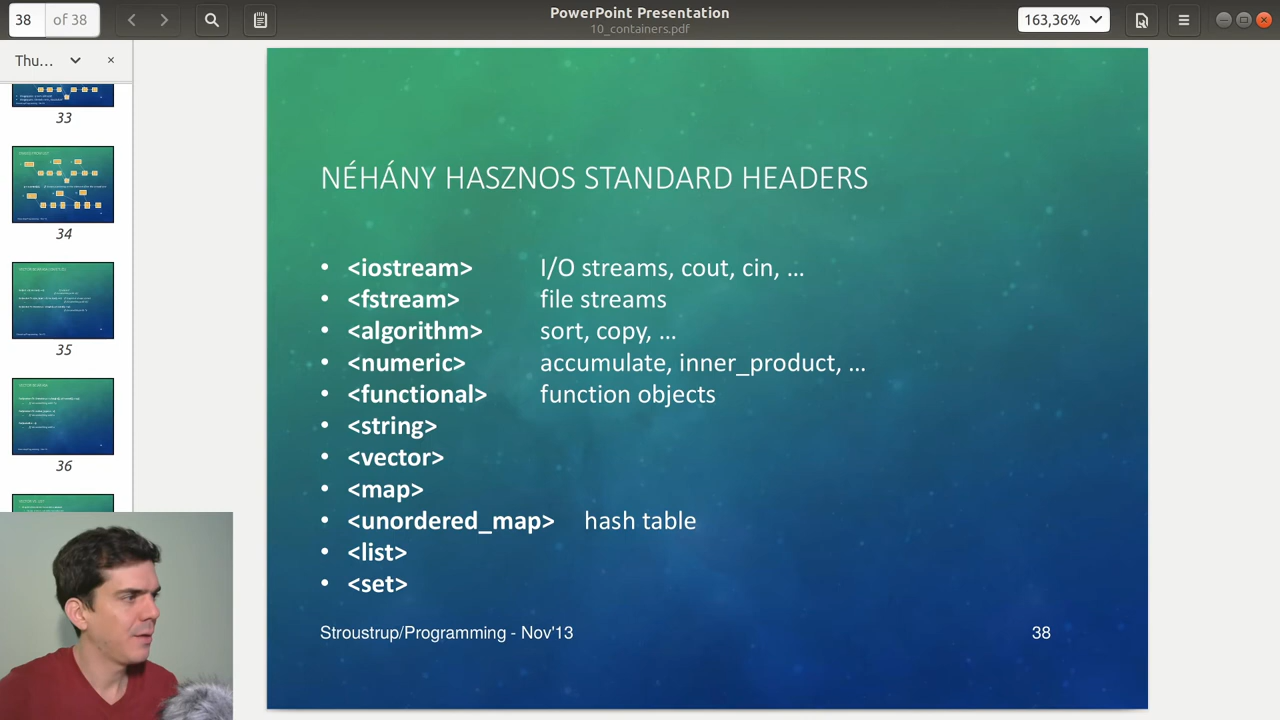 38 of 38
PowerPoint Presentation
10_containers.pdf
163,36%
Thu...
33
34
35
36
NÉHÁNY HASZNOS STANDARD HEADERS
• <iostream> I/O streams, cout, cin, ...
• <fstream> file streams
• <algorithm> sort, copy, ...
• <numeric> accumulate, inner_product, ...
• <functional> function objects
• <string>
• <vector>
• <map>
• <unordered_map> hash table
• <list>
• <set>
Stroustrup/Programming - Nov'13
38